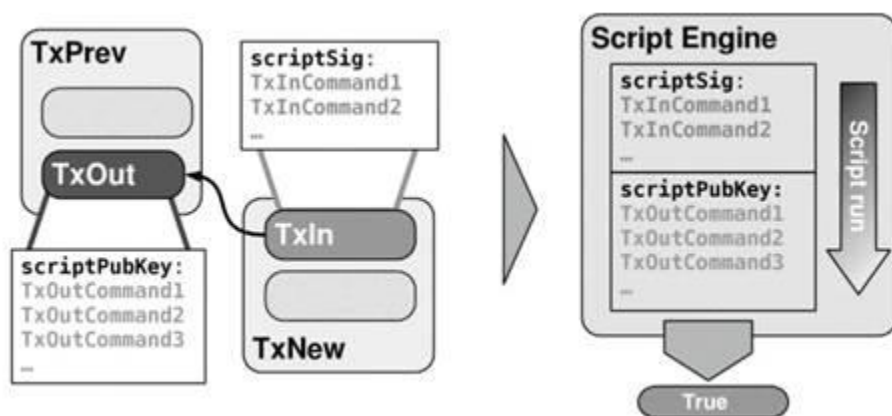 TxPrev
TxOut
scriptPubKey:
TxOutCommand1
TxOutCommand2
TxOutCommand3
…
scriptSig:
TxInCommand1
TxInCommand2
…
TxIn
TxNew
Script Engine
scriptSig:
TxInCommand1
TxInCommand2
…
scriptPubKey:
TxOutCommand1
TxOutCommand2
TxOutCommand3
…
Script run
True